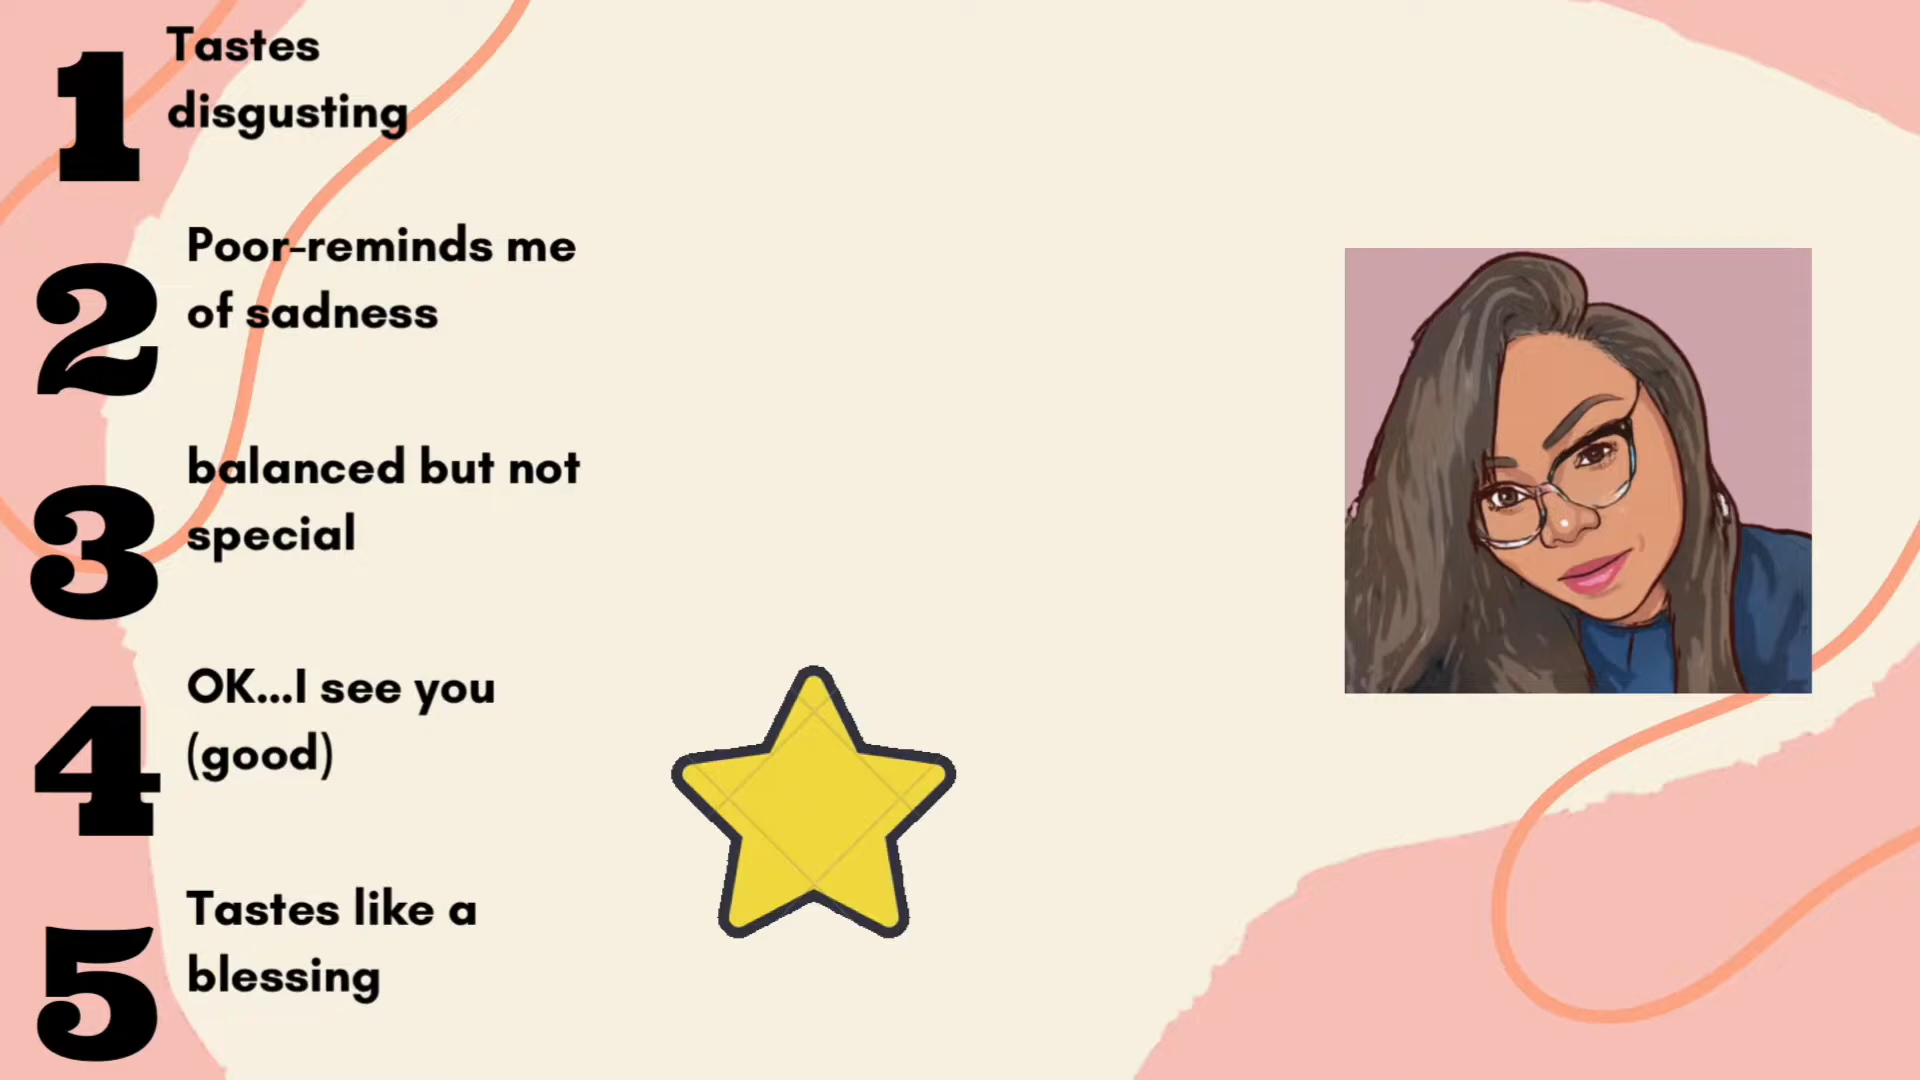 1
Tastes
disgusting
2
Poor-reminds me
of sadness
3
balanced but not
special
4
OK...I see you
(good)
5
Tastes like a
blessing